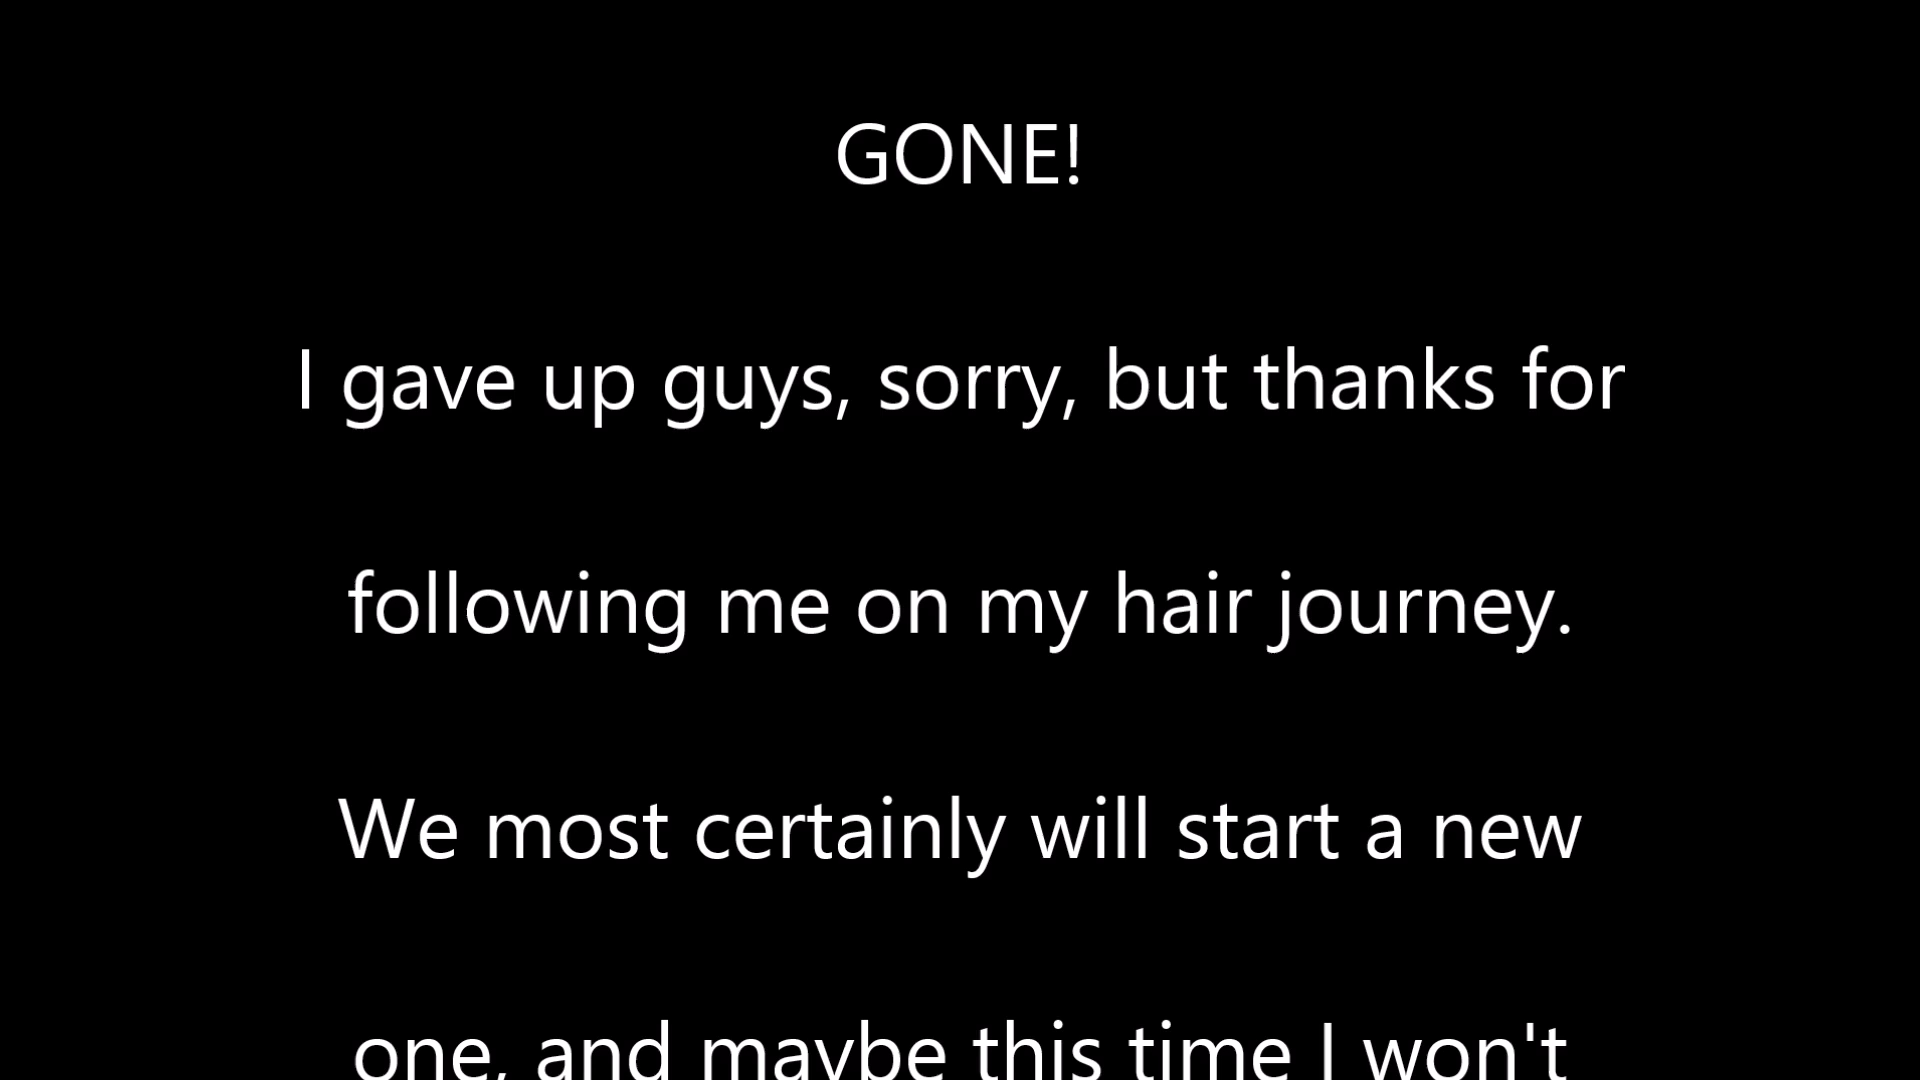 GONE!
I gave up guys, sorry, but thanks for
following me on my hair journey.
We most certainly will start a new
one, and maybe this time I won't